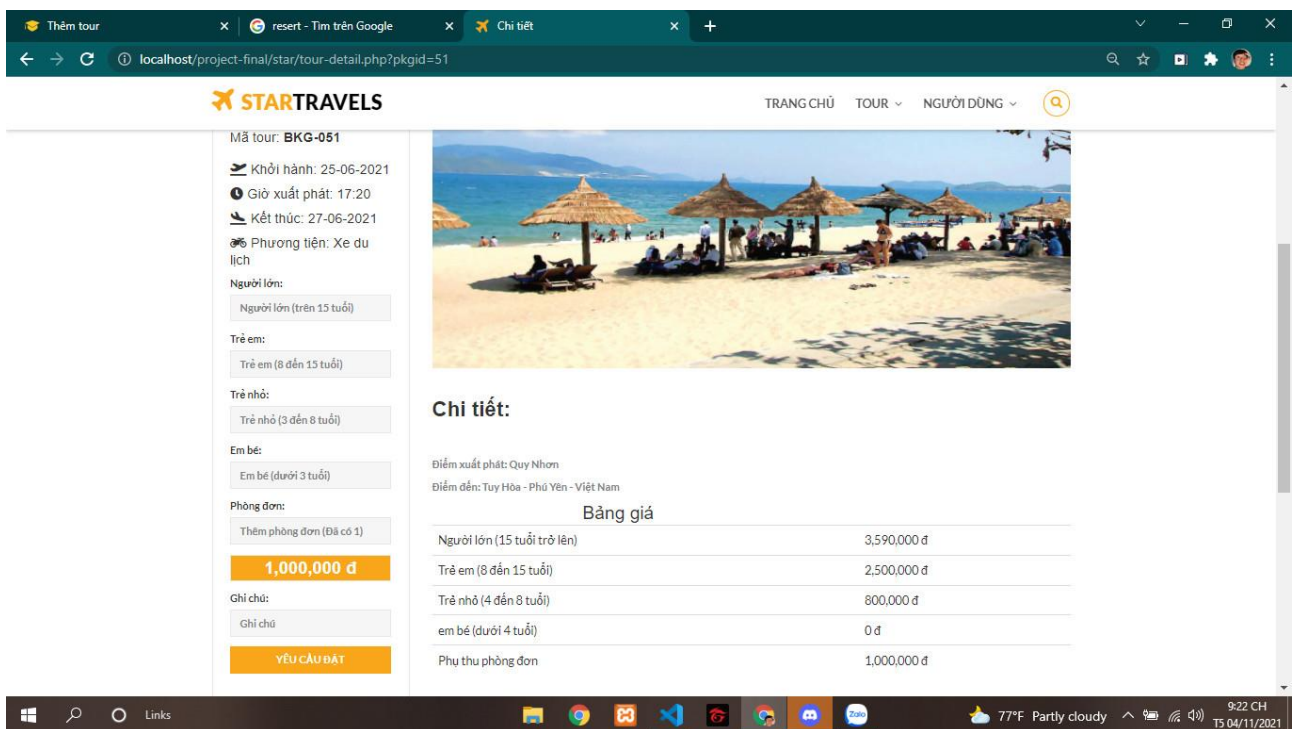 Thêm tour
resert - Tìm trên Google
Chi tiết
localhost/project-final/star/tour-detail.php?pkgid=51
STARTRAVELS
TRANG CHỦ TOUR NGƯỜI DÙNG
Mã tour: BKG-051
Khởi hành: 25-06-2021
Giờ xuất phát: 17:20
Kết thúc: 27-06-2021
Phương tiện: Xe du
lịch
Người lớn:
Người lớn (trên 15 tuổi)
Trẻ em:
Trẻ em (8 đến 15 tuổi)
Trẻ nhỏ:
Trẻ nhỏ (3 đến 8 tuổi)
Em bé:
Em bé (dưới 3 tuổi)
Phòng đơn:
Thêm phòng đơn (Đã có 1)
1,000,000 đ
Ghi chú:
Ghi chú
YÊU CẦU ĐẶT
Chi tiết:
Điểm xuất phát: Quy Nhơn
Điểm đến: Tuy Hòa - Phú Yên - Việt Nam
Bảng giá
Người lớn (15 tuổi trở lên) 3,590,000 đ
Trẻ em (8 đến 15 tuổi) 2,500,000 đ
Trẻ nhỏ (4 đến 8 tuổi) 800,000 đ
em bé (dưới 4 tuổi) 0 đ
Phụ thu phòng đơn 1,000,000 đ
Links
Zalo
77°F Partly cloudy
9:22 CH
T5 04/11/2021